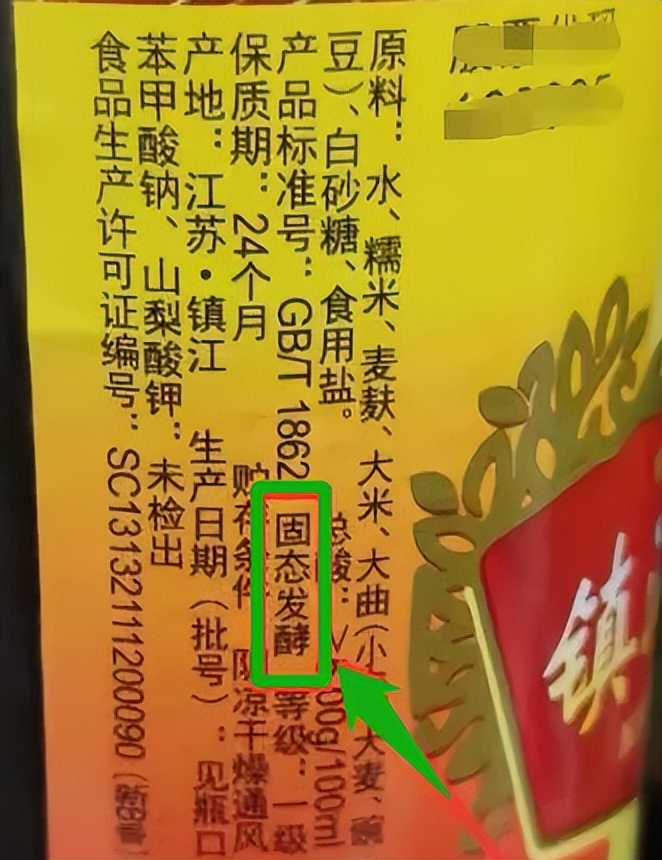 原料：水、糯米、麦麸、大米、大曲(小 大麦、豌
豆)、白砂糖、食用盐。 总酸： 00g/100ml
产品标准号：GB/T 1862 固态发酵 等级：一级
保质期：24个月 贮存条件 干燥通风
产地：江苏·镇江 生产日期（批号）：见瓶口
苯甲酸钠、山梨酸钾：未检出
食品生产许可证编号：SC13132111200090
镇